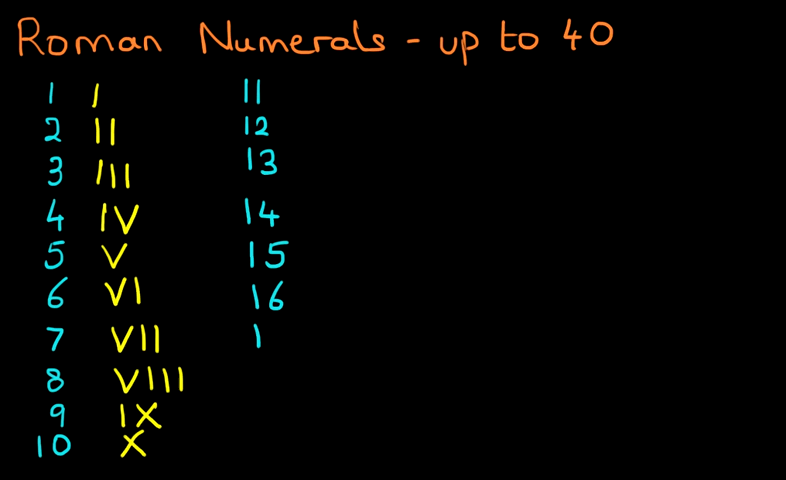 Roman Numerals - up to 40
1 I 11
2 II 12
3 III 13
4 IV 14
5 V 15
6 VI 16
7 VII 1
8 VIII
9 IX
10 X